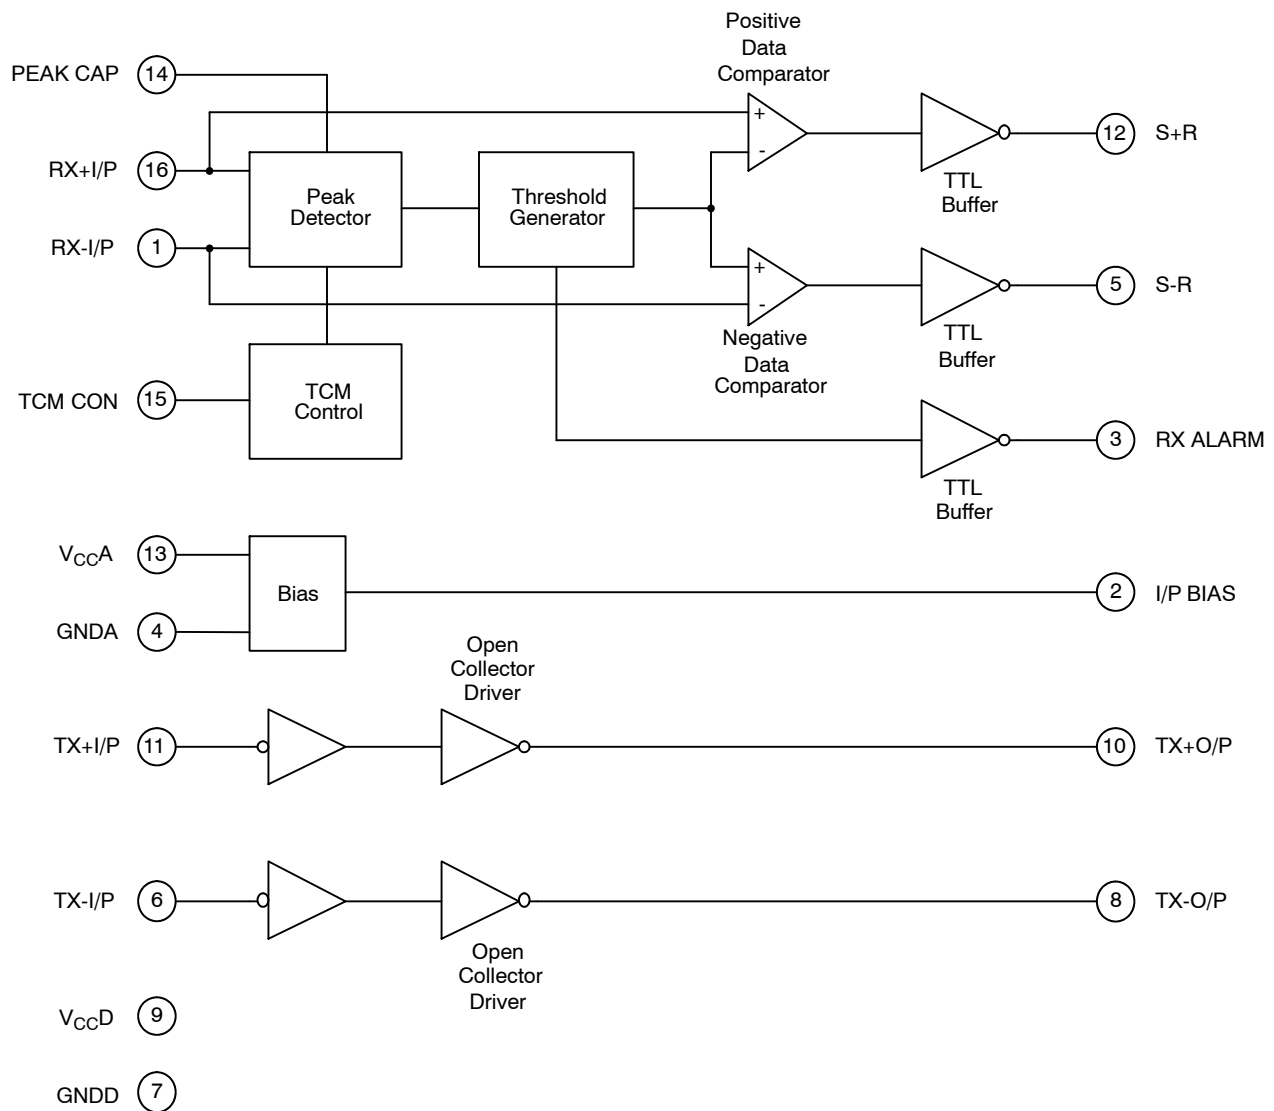 Positive
Data
Comparator
PEAK CAP 14
+
-
12 S+R
TTL
Buffer
RX+I/P 16
Peak
Detector
Threshold
Generator
RX-I/P 1
+
-
5 S-R
TTL
Buffer
Negative
Data
Comparator
TCM CON 15
TCM
Control
3 RX ALARM
TTL
Buffer
VCCA 13
Bias
2 I/P BIAS
GNDA 4
Open
Collector
Driver
TX+I/P 11
10 TX+O/P
TX-I/P 6
8 TX-O/P
Open
Collector
Driver
VCCD 9
GNDD 7